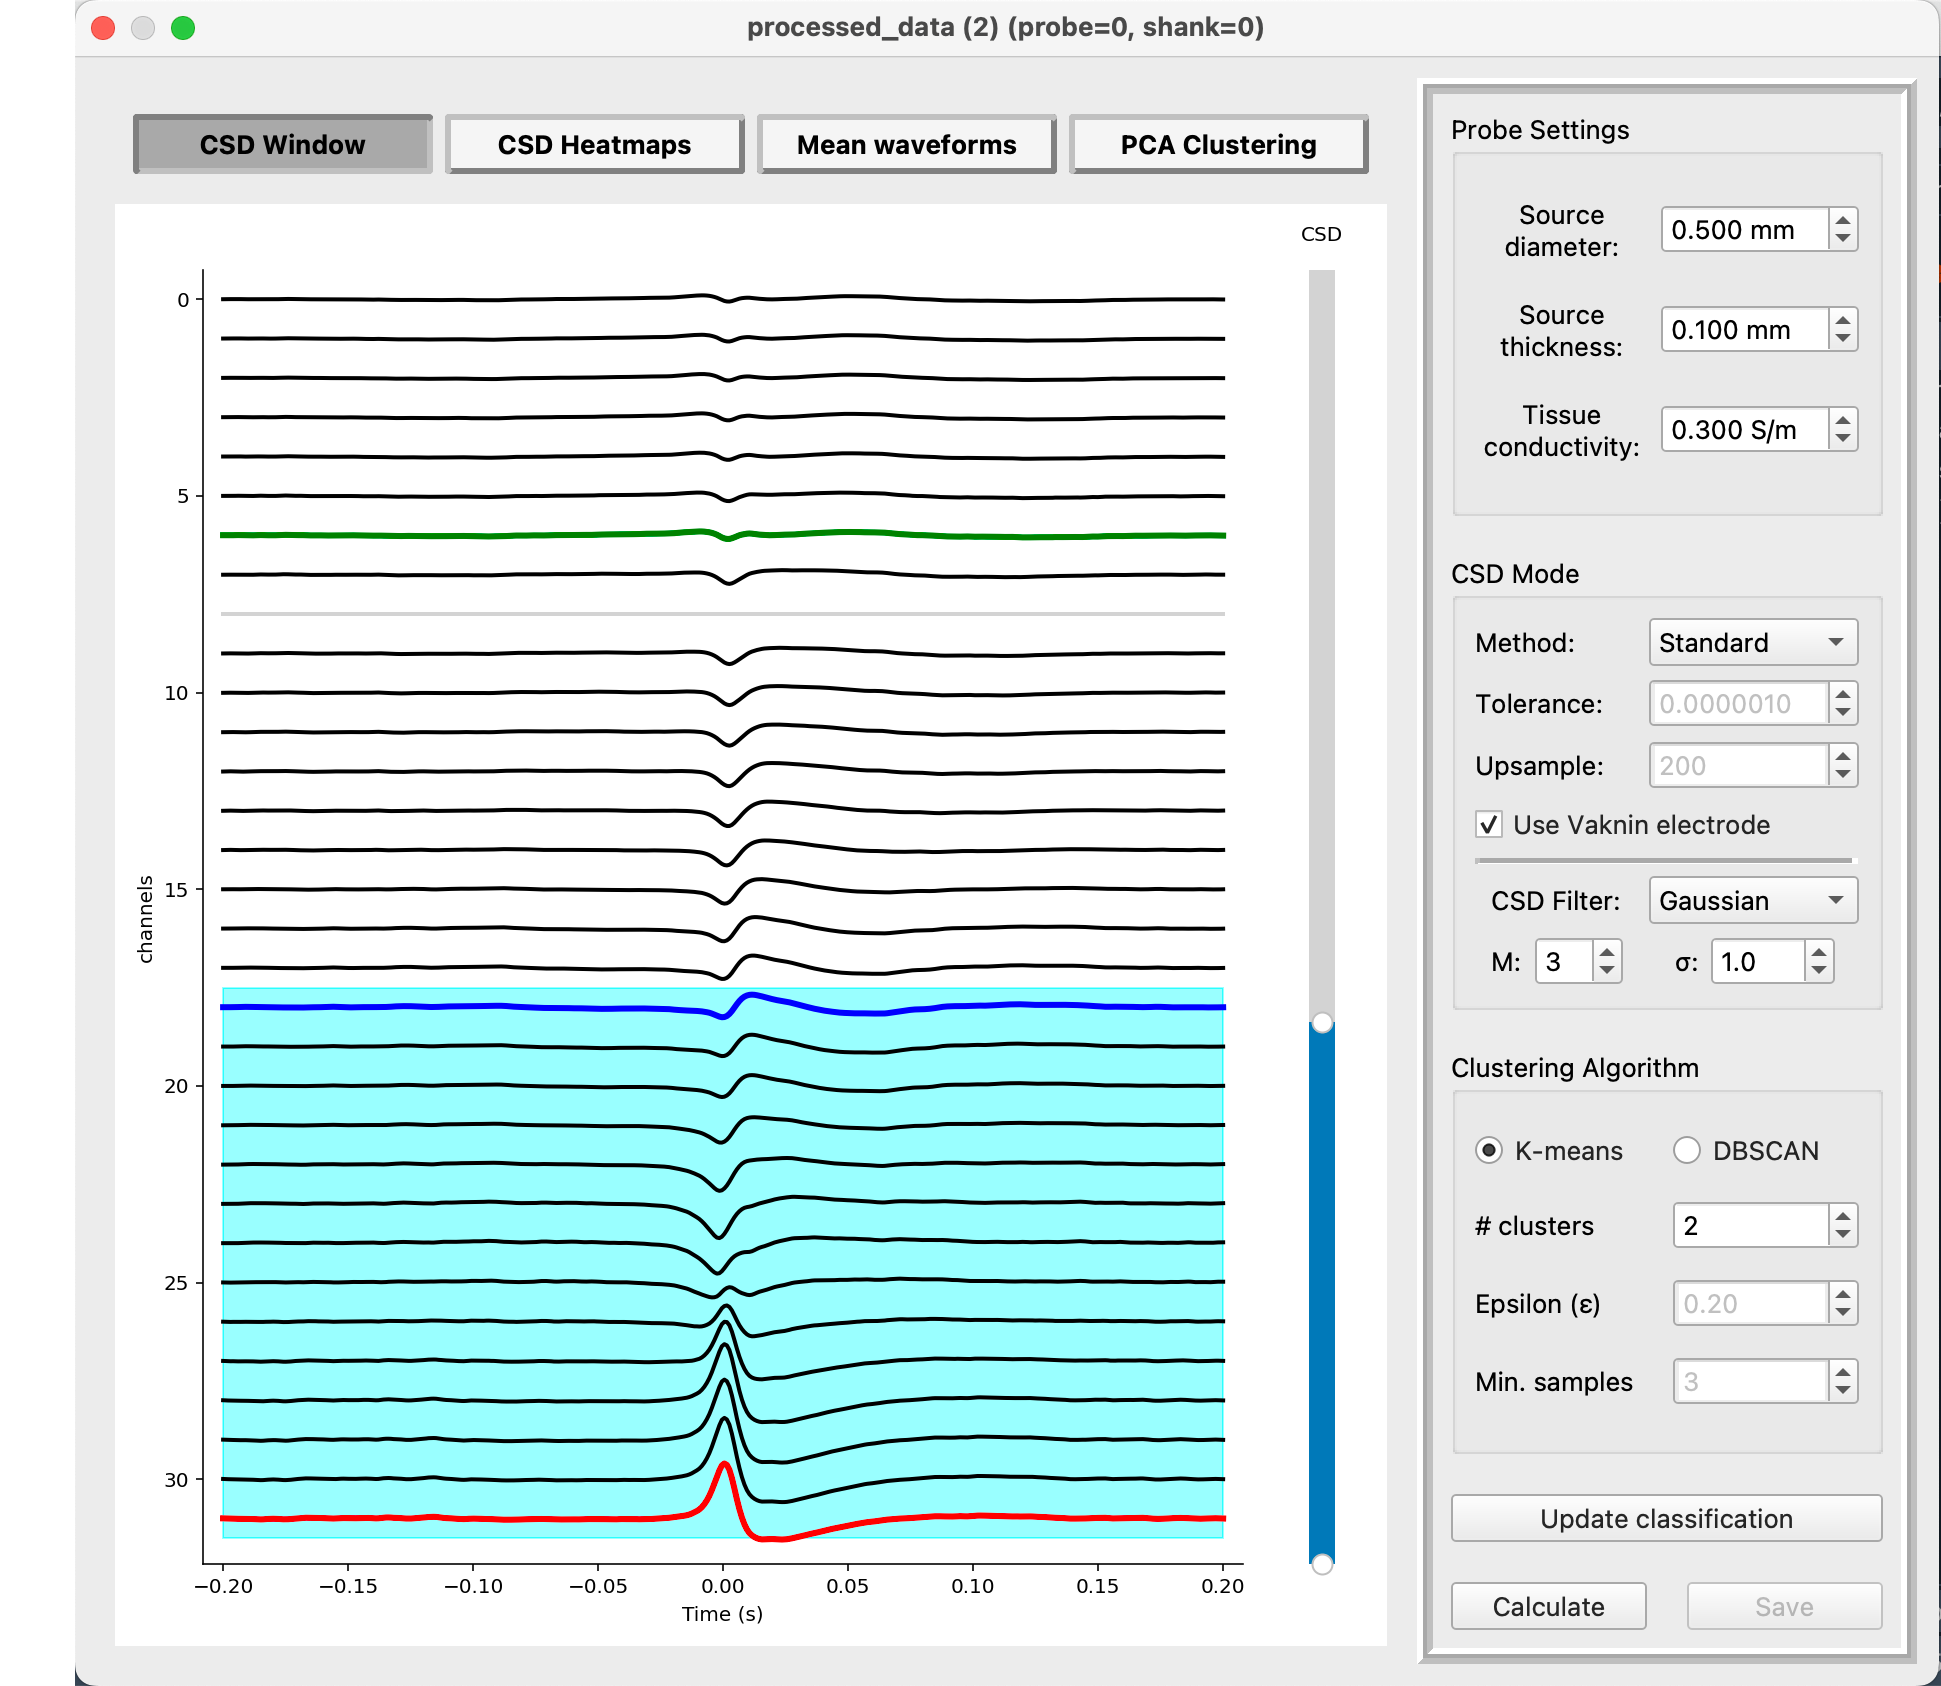 processed_data (2) (probe=0, shank=0)
CSD Window
CSD Heatmaps
Mean waveforms
PCA Clustering
CSD
0
5
10
15
20
25
30
channels
−0.20
−0.15
−0.10
−0.05
0.00
0.05
0.10
0.15
0.20
Time (s)
Probe Settings
Source
diameter:
0.500 mm
Source
thickness:
0.100 mm
Tissue
conductivity:
0.300 S/m
CSD Mode
Method:
Standard
Tolerance:
0.0000010
Upsample:
200
Use Vaknin electrode
CSD Filter:
Gaussian
M:
3
σ:
1.0
Clustering Algorithm
K-means
DBSCAN
# clusters
2
Epsilon (ε)
0.20
Min. samples
3
Update classification
Calculate
Save